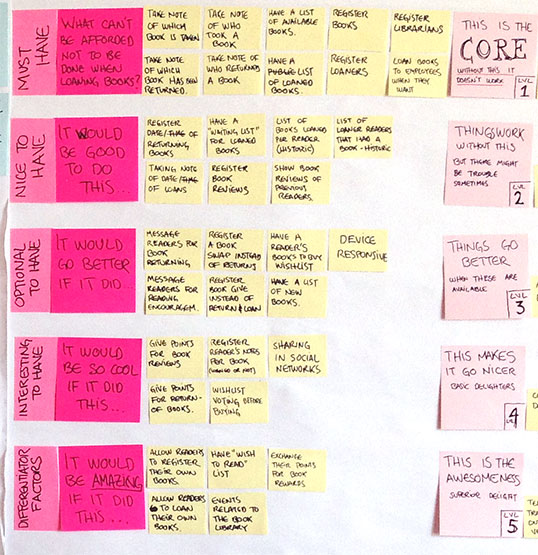 MUST
HAVE
WHAT CAN'T
BE AFFORDED
NOT TO BE
DONE WHEN
LOANING BOOKS?
TAKE NOTE
OF WHICH
BOOK IS TAKEN
TAKE NOTE
OF WHO
TOOK A
BOOK
HAVE A LIST
OF AVAILABLE
BOOKS.
REGISTER
BOOKS
REGISTER
LIBRARIANS
TAKE NOTE
OF WHICH
BOOK HAS BEEN
RETURNED.
TAKE NOTE OF
WHO RETURNED
A BOOK.
HAVE A
PUBLIC LIST
OF LOANED
BOOKS.
REGISTER
LOANERS
LOAN BOOKS
TO EMPLOYEES
WHEN THEY
WANT
THIS IS THE
CORE
WITHOUT THIS IT
DOESN'T WORK
LVL
1
NICE TO
HAVE
IT WOULD
BE GOOD
TO DO
THIS...
REGISTER
DATE/TIME OF
RETURNING
BOOKS
HAVE A
"WAITING LIST"
FOR LOANED
BOOKS
LIST OF
BOOKS LOANED
PER READER
(HISTORIC)
LIST OF
LOANER READERS
THAT HAD A
BOOK - HISTORIC
TAKING NOTE
OF DATE/TIME
OF LOANS
REGISTER
BOOK
REVIEWS
SHOW BOOK
REVIEWS OF
PREVIOUS
READERS.
THINGS WORK
WITHOUT THIS
BUT THERE MIGHT
BE TROUBLE
SOMETIMES
LVL
2
OPTIONAL
TO HAVE
IT WOULD
GO BETTER
IF IT DID...
MESSAGE
READERS FOR
BOOK
RETURNING
REGISTER
A BOOK
SWAP INSTEAD
OF RETURN
HAVE A
READER'S
BOOKS TO BUY
WISHLIST
DEVICE
RESPONSIVE
MESSAGE
READERS FOR
READING
ENCOURAGEM.
REGISTER
BOOK GIVE
INSTEAD OF
RETURN & LOAN
HAVE A LIST
OF NEW
BOOKS.
THINGS GO
BETTER
WHEN THESE ARE
AVAILABLE
LVL
3
INTERESTING
TO HAVE
IT WOULD
BE SO COOL
IF IT DID
THIS...
GIVE POINTS
FOR BOOK
REVIEWS
REGISTER
READER'S NOTES
FOR BOOK
SHARING
IN SOCIAL
NETWORKS
GIVE POINTS
FOR RETURN-
OF BOOKS.
WISHLIST
VOTING BEFORE
BUYING
THIS MAKES
IT GO NICER
BASIC DELIGHTERS
LVL
4
DIFFERENTIATOR
FACTORS
IT WOULD
BE AMAZING
IF IT DID
THIS...
ALLOW READERS
TO REGISTER
THEIR OWN
BOOKS.
HAVE "WISH
TO READ"
LIST
EXCHANGE
THEIR POINTS
FOR BOOK
REWARDS
ALLOW READERS
TO LOAN
THEIR OWN
BOOKS.
EVENTS
RELATED TO
THE BOOK
LIBRARY
THIS IS THE
AWESOMENESS
SUPERIOR DELIGHT
LVL
5